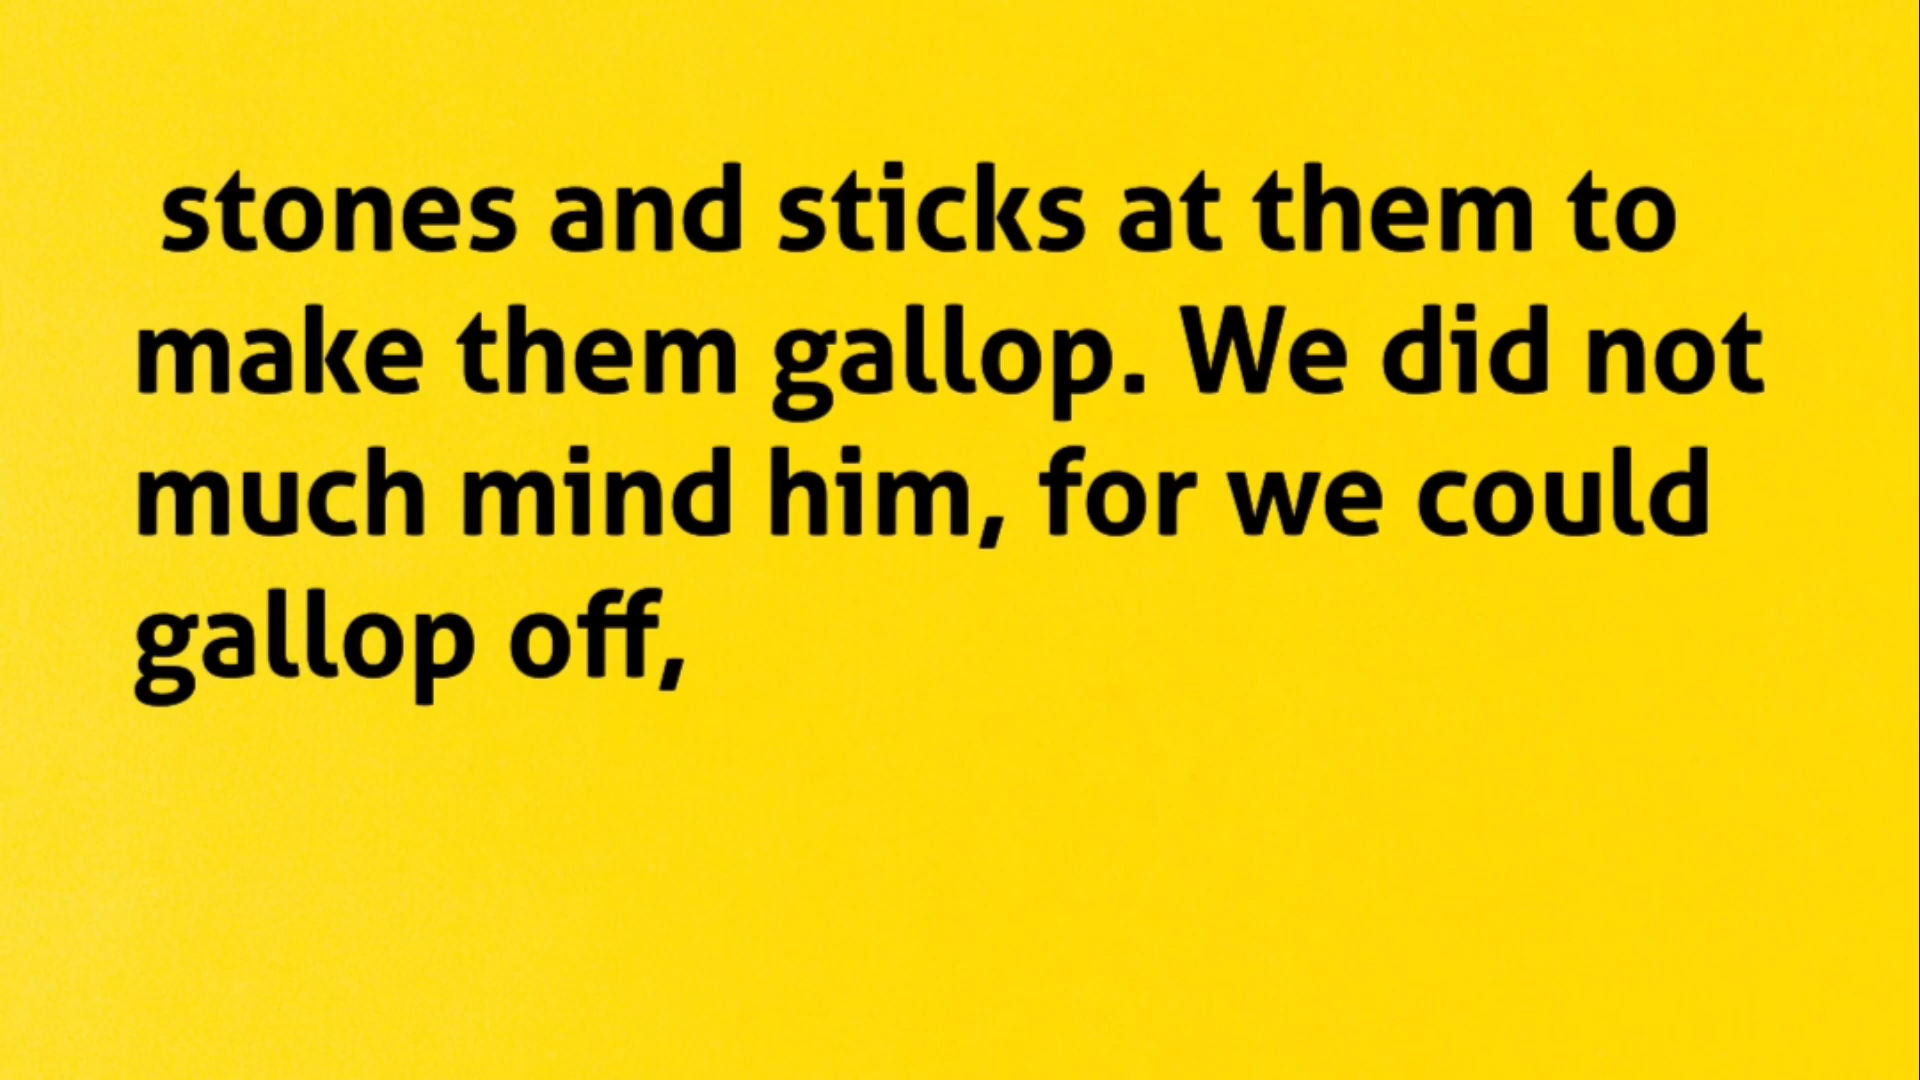 stones and sticks at them to
make them gallop. We did not
much mind him, for we could
gallop off,